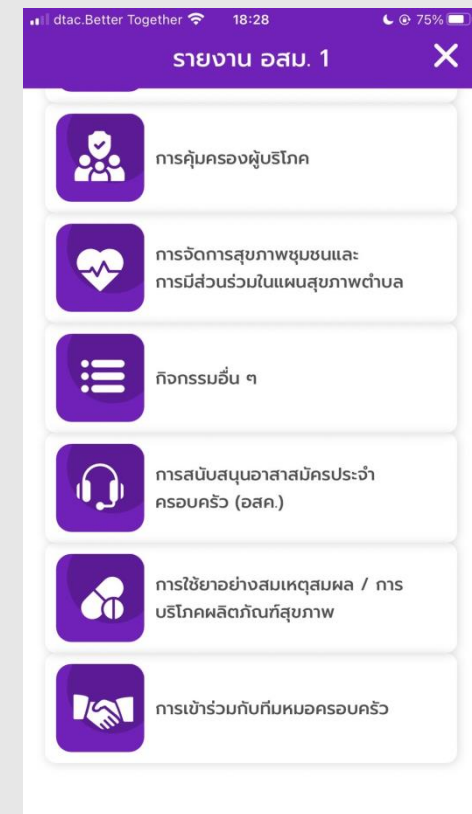 dtac.Better Together 18:28 75%
รายงาน อสม. 1
การคุ้มครองผู้บริโภค
การจัดการสุขภาพชุมชนและ
การมีส่วนร่วมในแผนสุขภาพตำบล
กิจกรรมอื่น ๆ
การสนับสนุนอาสาสมัครประจำ
ครอบครัว (อสค.)
การใช้ยาอย่างสมเหตุสมผล / การ
บริโภคผลิตภัณฑ์สุขภาพ
การเข้าร่วมกับทีมหมอครอบครัว